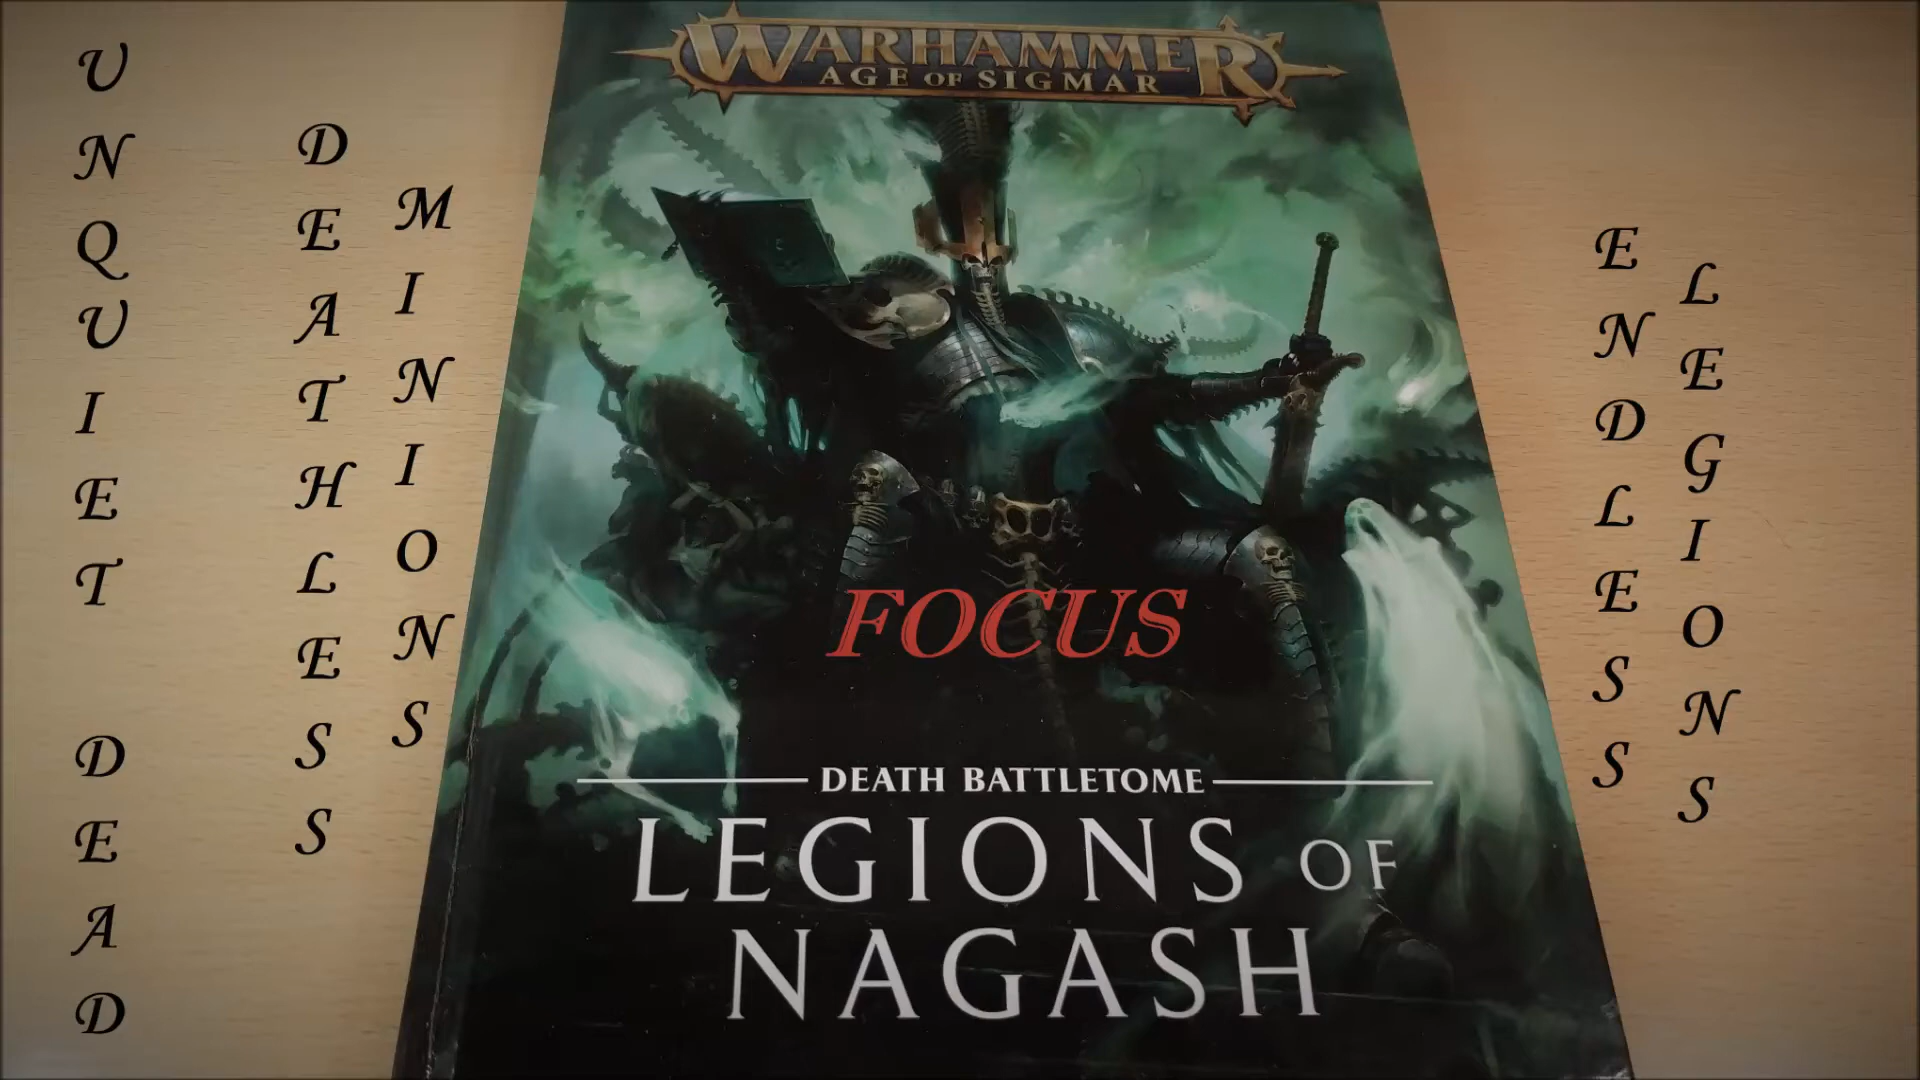 UNQUIET DEAD
DEATHLESS
MINIONS
WARHAMMER
AGE OF SIGMAR
FOCUS
DEATH BATTLETOME
LEGIONS OF
NAGASH
ENDLESS
LEGIONS